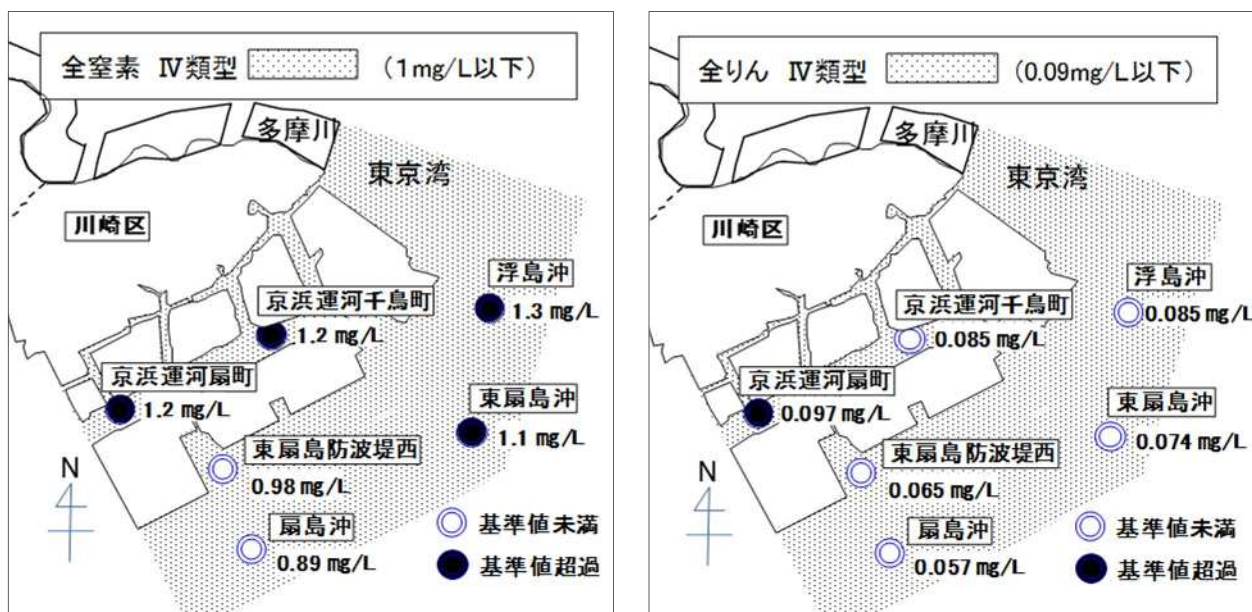 全窒素 Ⅳ類型 (1mg/L以下)
多摩川
東京湾
川崎区
浮島沖
1.3 mg/L
京浜運河千鳥町
1.2 mg/L
京浜運河扇町
1.2 mg/L
東扇島沖
1.1 mg/L
東扇島防波堤西
0.98 mg/L
扇島沖
0.89 mg/L
N
基準値未満
基準値超過
全りん Ⅳ類型 (0.09mg/L以下)
多摩川
東京湾
川崎区
浮島沖
0.085 mg/L
京浜運河千鳥町
0.085 mg/L
京浜運河扇町
0.097 mg/L
東扇島沖
0.074 mg/L
東扇島防波堤西
0.065 mg/L
扇島沖
0.057 mg/L
N
基準値未満
基準値超過